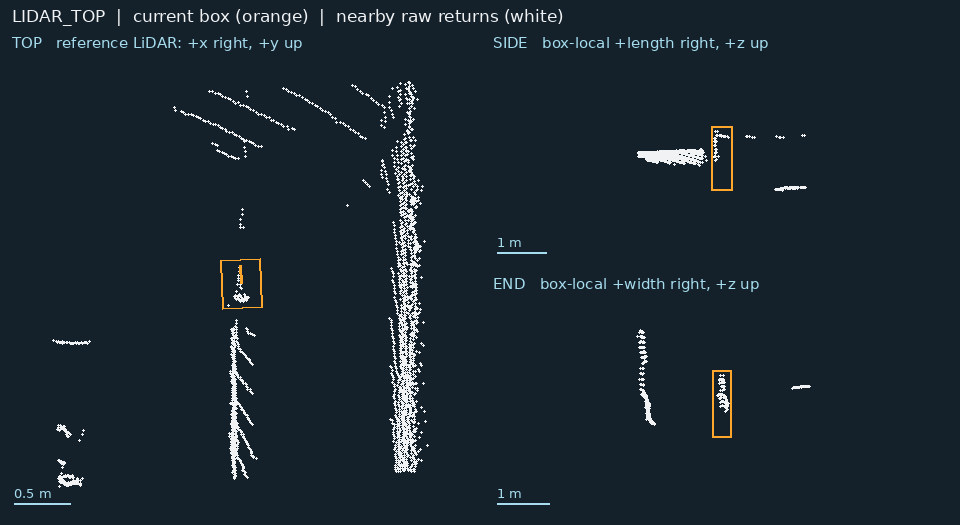 LIDAR_TOP | current box (orange) | nearby raw returns (white)
TOP reference LiDAR: +x right, +y up
SIDE box-local +length right, +z up
1 m
END box-local +width right, +z up
0.5 m
1 m